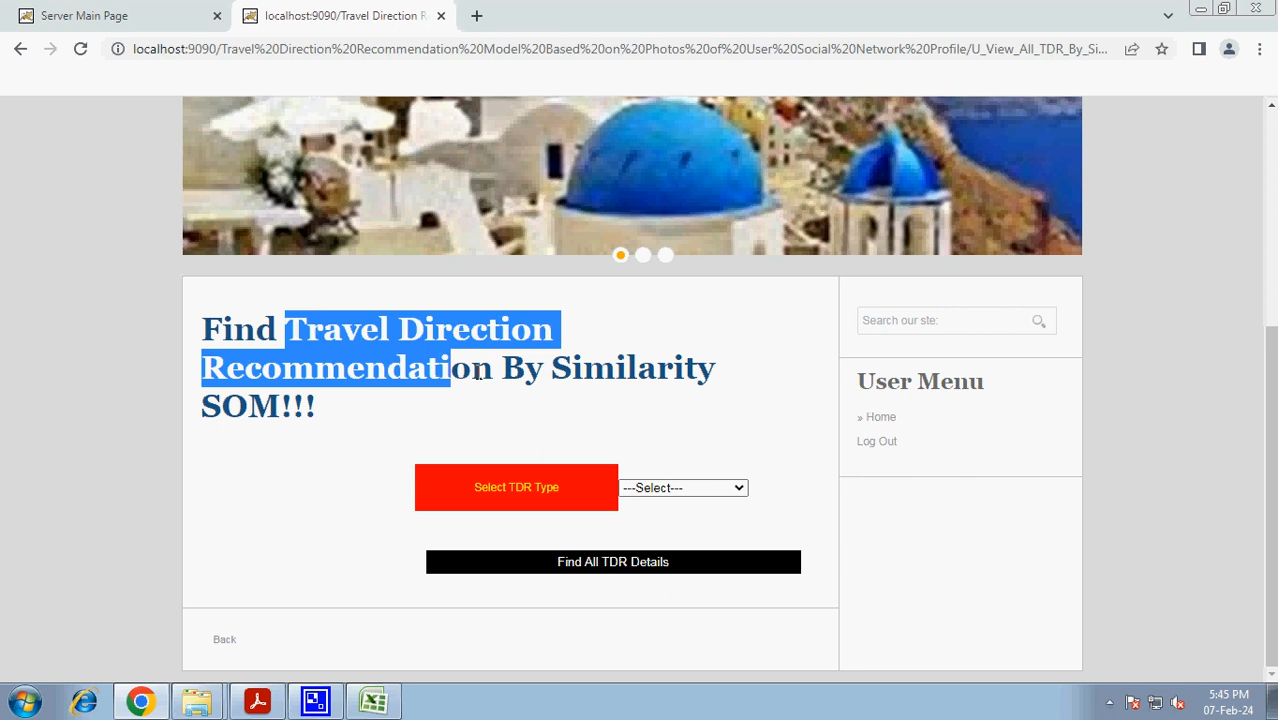 Server Main Page
localhost:9090/Travel Direction R
localhost:9090/Travel%20Direction%20Recommendation%20Model%20Based%20on%20Photos%20of%20User%20Social%20Network%20Profile/U_View_All_TDR_By_Si...
Find Travel Direction
Recommendation By Similarity
SOM!!!
Select TDR Type
---Select---
Find All TDR Details
Back
Search our ste:
User Menu
» Home
Log Out
5:45 PM
07-Feb-24